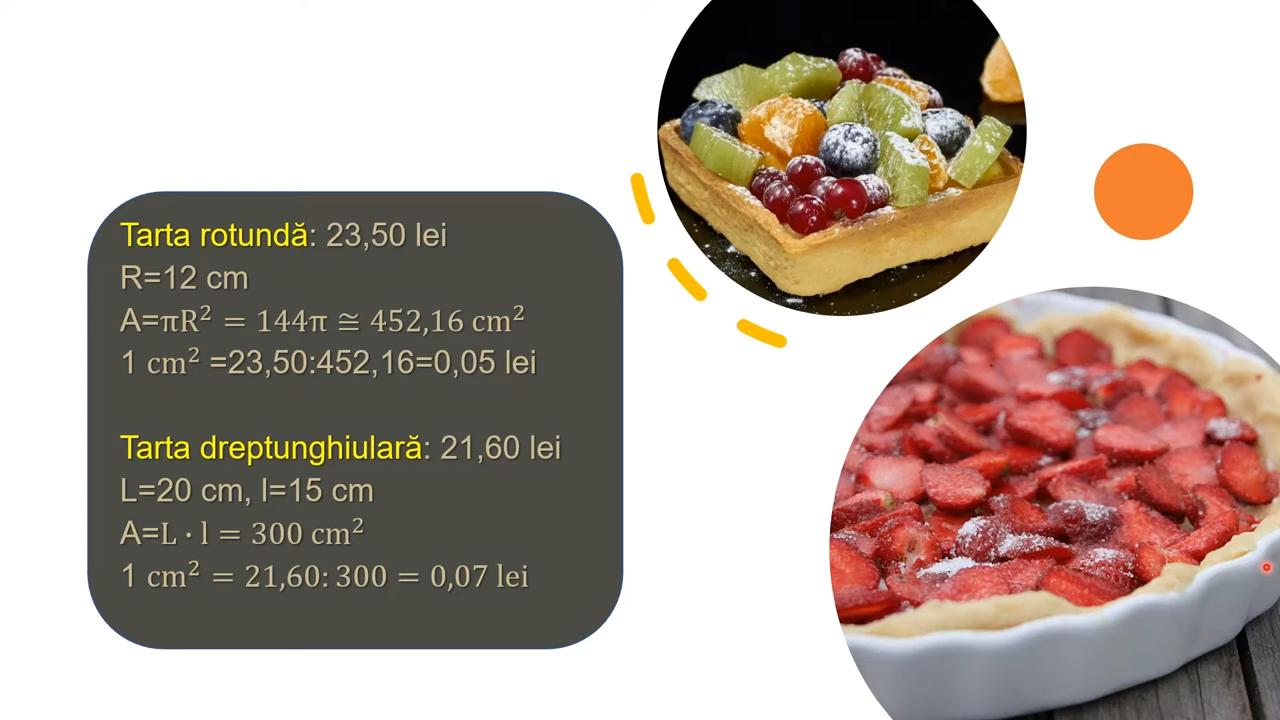 Tarta rotundă: 23,50 lei
R=12 cm
A=πR² = 144π ≅ 452,16 cm²
1 cm² =23,50:452,16=0,05 lei
Tarta dreptunghiulară: 21,60 lei
L=20 cm, l=15 cm
A=L · l = 300 cm²
1 cm² = 21,60: 300 = 0,07 lei